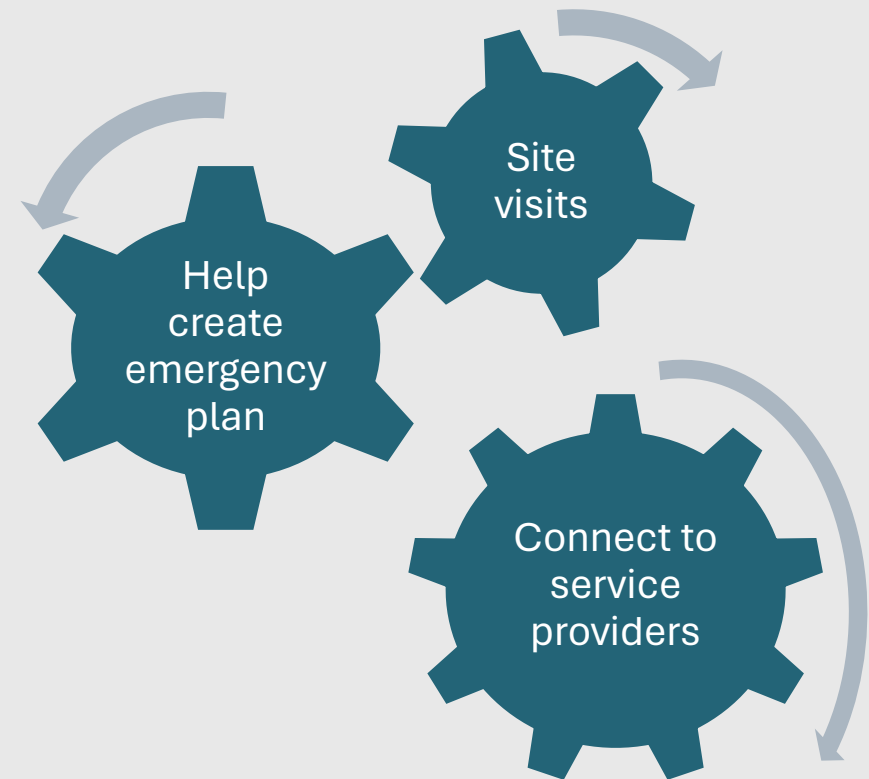 Site
visits
Help
create
emergency
plan
Connect to
service
providers